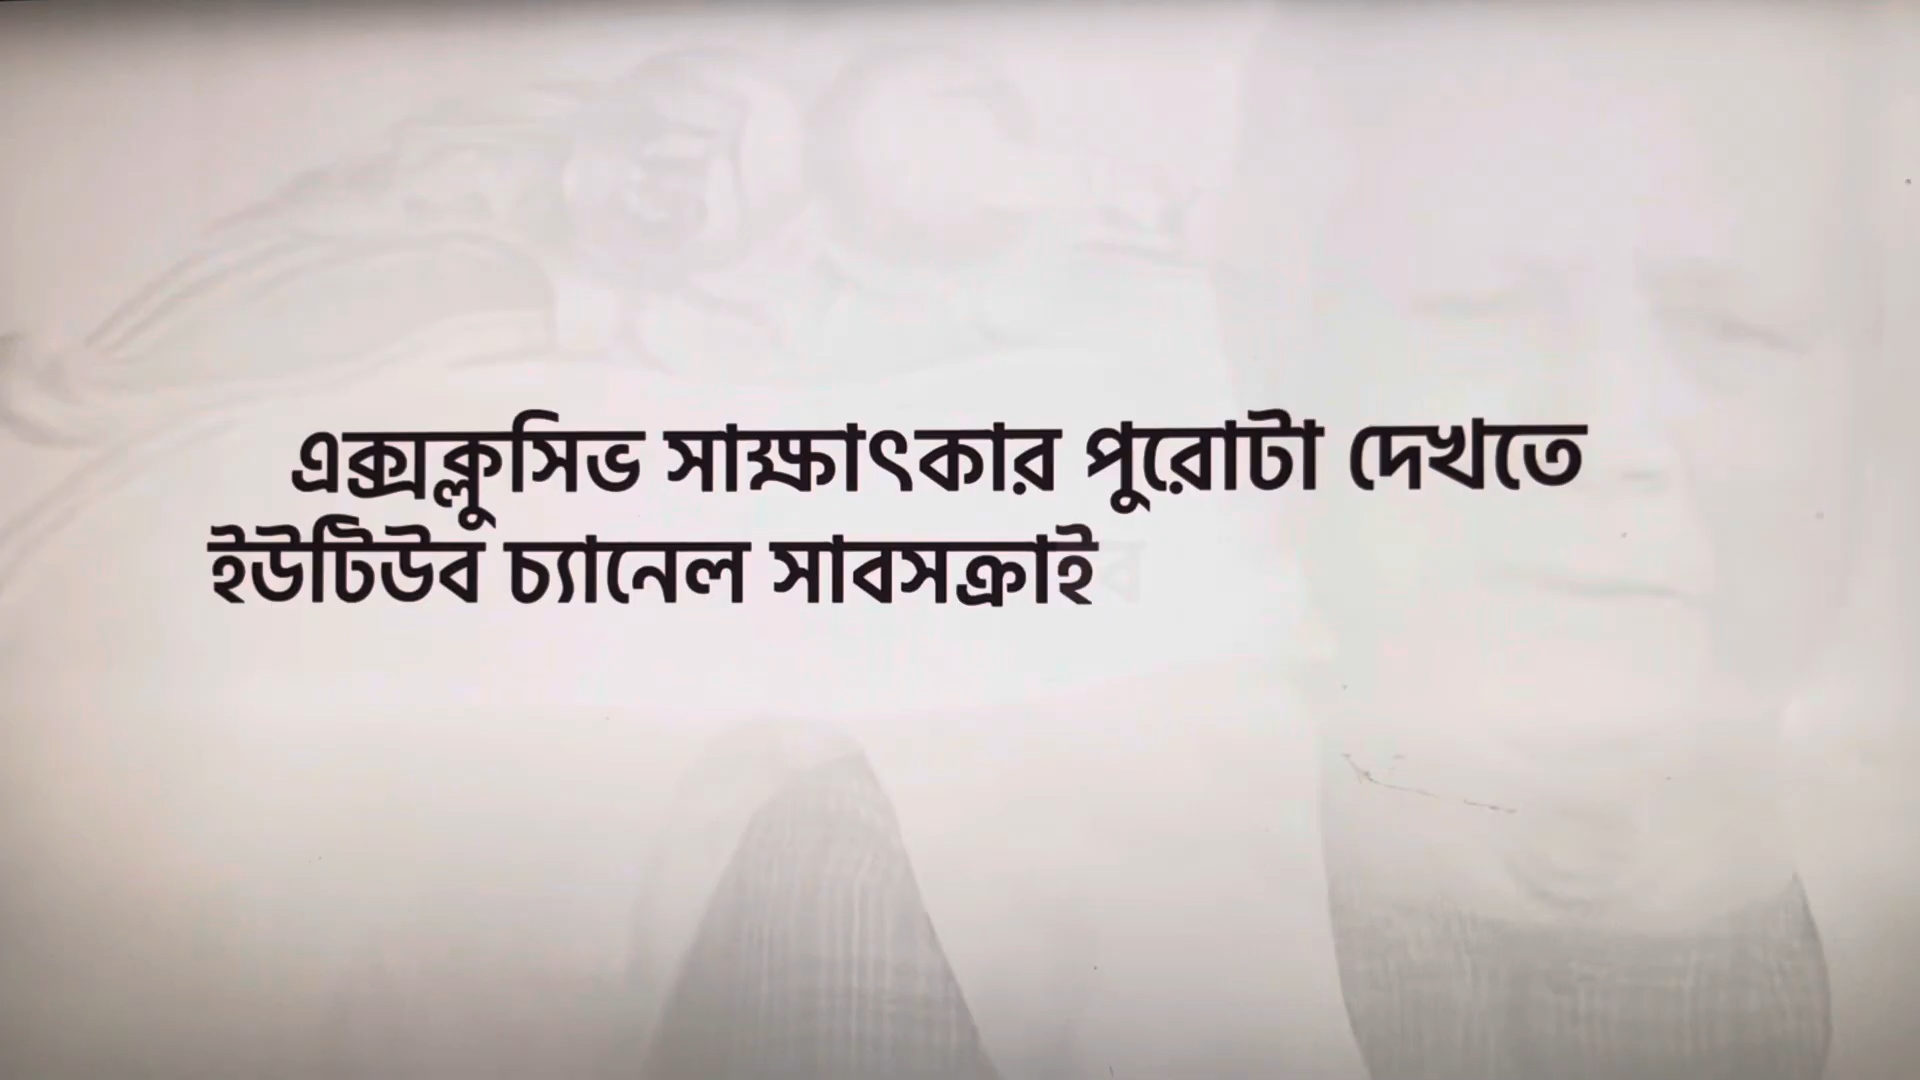 এক্সক্লুসিভ সাক্ষাৎকার পুরোটা দেখতে
ইউটিউব চ্যানেল সাবসক্রাইব